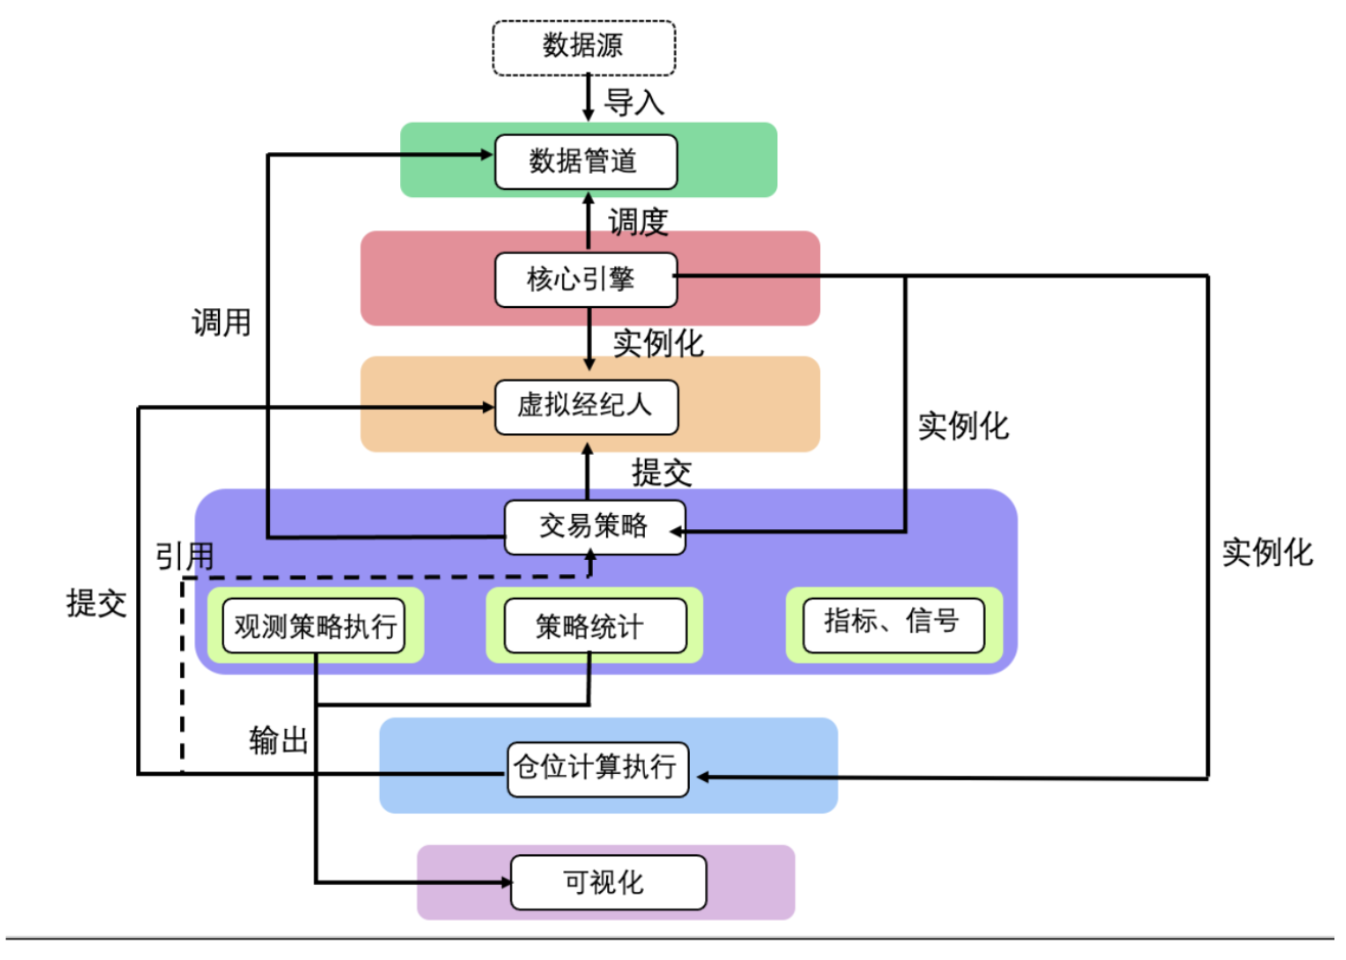 数据源
导入
数据管道
调度
核心引擎
调用
实例化
虚拟经纪人
实例化
提交
交易策略
引用
实例化
提交
观测策略执行
策略统计
指标、信号
输出
仓位计算执行
可视化